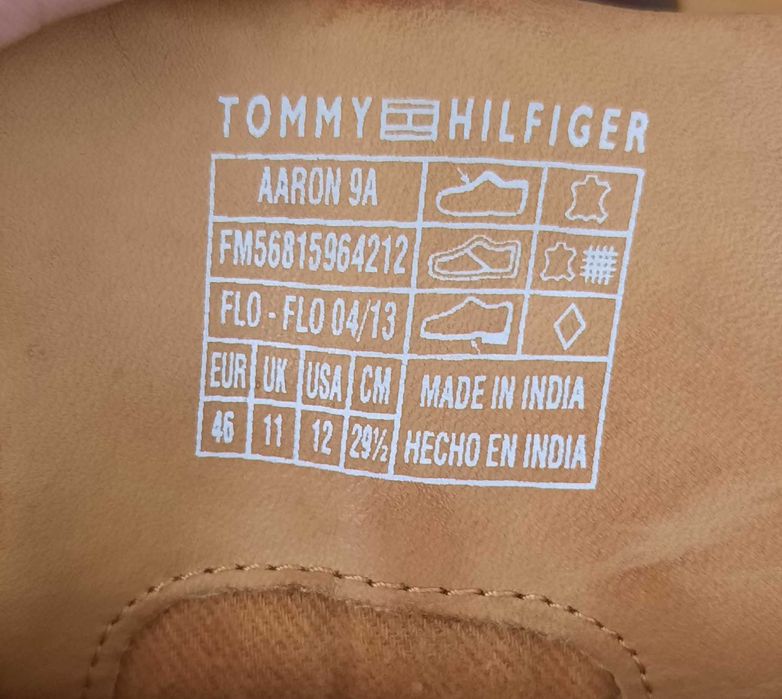 TOMMY HILFIGER
AARON 9A
FM56815964212
FLO - FLO 04/13
EUR UK USA CM
46 11 12 29½
MADE IN INDIA
HECHO EN INDIA